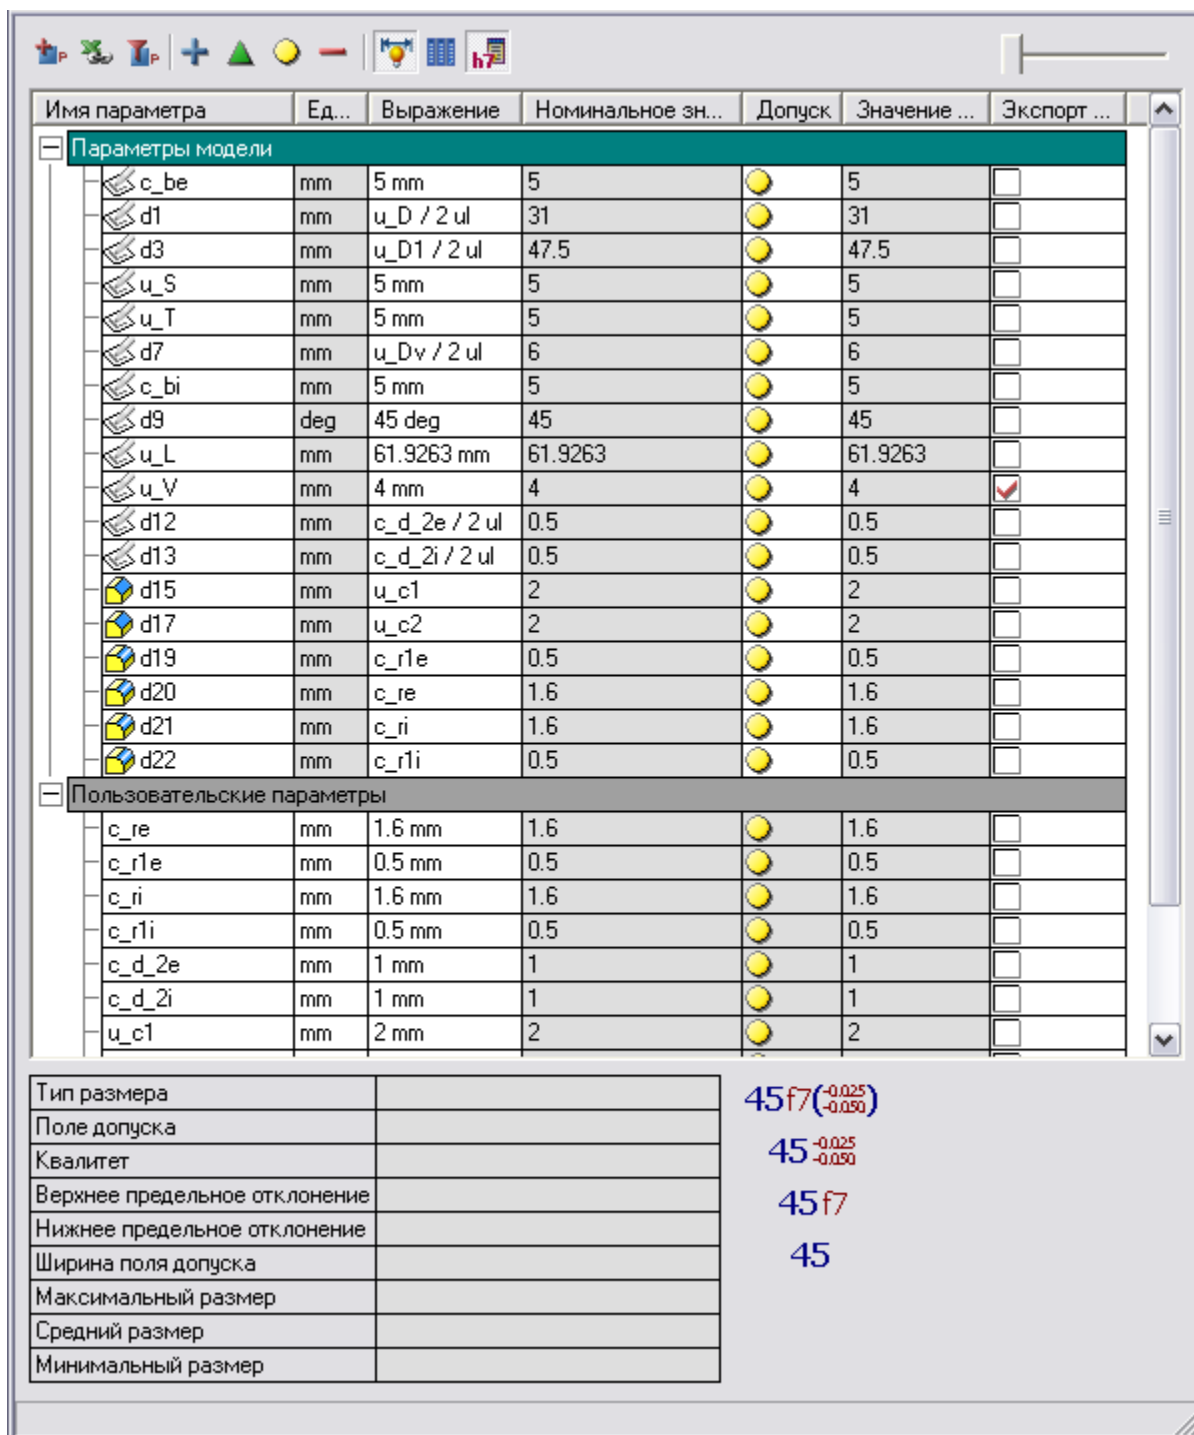 P P h7
Имя параметра Ед... Выражение Номинальное зн... Допуск Значение ... Экспорт ...
Параметры модели
c_be mm 5 mm 5 5
d1 mm u_D / 2 ul 31 31
d3 mm u_D1 / 2 ul 47.5 47.5
u_S mm 5 mm 5 5
u_T mm 5 mm 5 5
d7 mm u_Dv / 2 ul 6 6
c_bi mm 5 mm 5 5
d9 deg 45 deg 45 45
u_L mm 61.9263 mm 61.9263 61.9263
u_V mm 4 mm 4 4
d12 mm c_d_2e / 2 ul 0.5 0.5
d13 mm c_d_2i / 2 ul 0.5 0.5
d15 mm u_c1 2 2
d17 mm u_c2 2 2
d19 mm c_r1e 0.5 0.5
d20 mm c_re 1.6 1.6
d21 mm c_ri 1.6 1.6
d22 mm c_r1i 0.5 0.5
Пользовательские параметры
c_re mm 1.6 mm 1.6 1.6
c_r1e mm 0.5 mm 0.5 0.5
c_ri mm 1.6 mm 1.6 1.6
c_r1i mm 0.5 mm 0.5 0.5
c_d_2e mm 1 mm 1 1
c_d_2i mm 1 mm 1 1
u_c1 mm 2 mm 2 2
Тип размера
Поле допуска
Квалитет
Верхнее предельное отклонение
Нижнее предельное отклонение
Ширина поля допуска
Максимальный размер
Средний размер
Минимальный размер
45f7(-0.025 -0.050)
45 -0.025 -0.050
45f7
45